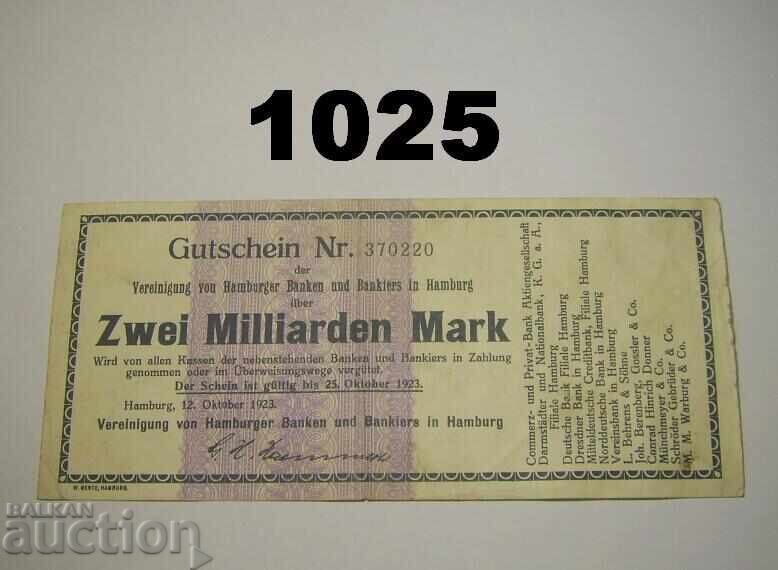 1025
Gutschein Nr. 370220
der
Vereinigung von Hamburger Banken und Bankiers in Hamburg
über
Zwei Milliarden Mark
Wird von allen Kassen der nebenstehenden Banken und Bankiers in Zahlung
genommen oder im Überweisungswege vergütet.
Der Schein ist gültig bis 25. Oktober 1923.
Hamburg, 12. Oktober 1923.
Vereinigung von Hamburger Banken und Bankiers in Hamburg
W. GENTE, HAMBURG.
Commerz- und Privat-Bank Aktiengesellschaft
Darmstädter und Nationalbank, K. G. a. A.,
Filiale Hamburg
Deutsche Bank Filiale Hamburg
Dresdner Bank in Hamburg
Mitteldeutsche Creditbank, Filiale Hamburg
Norddeutsche Bank in Hamburg
Vereinsbank in Hamburg
L. Behrens & Söhne
Joh. Berenberg, Gossler & Co.
Conrad Hinrich Donner
Münchmeyer & Co.
Schröder Gebrüder & Co.
M. M. Warburg & Co.
BALKAN
auction